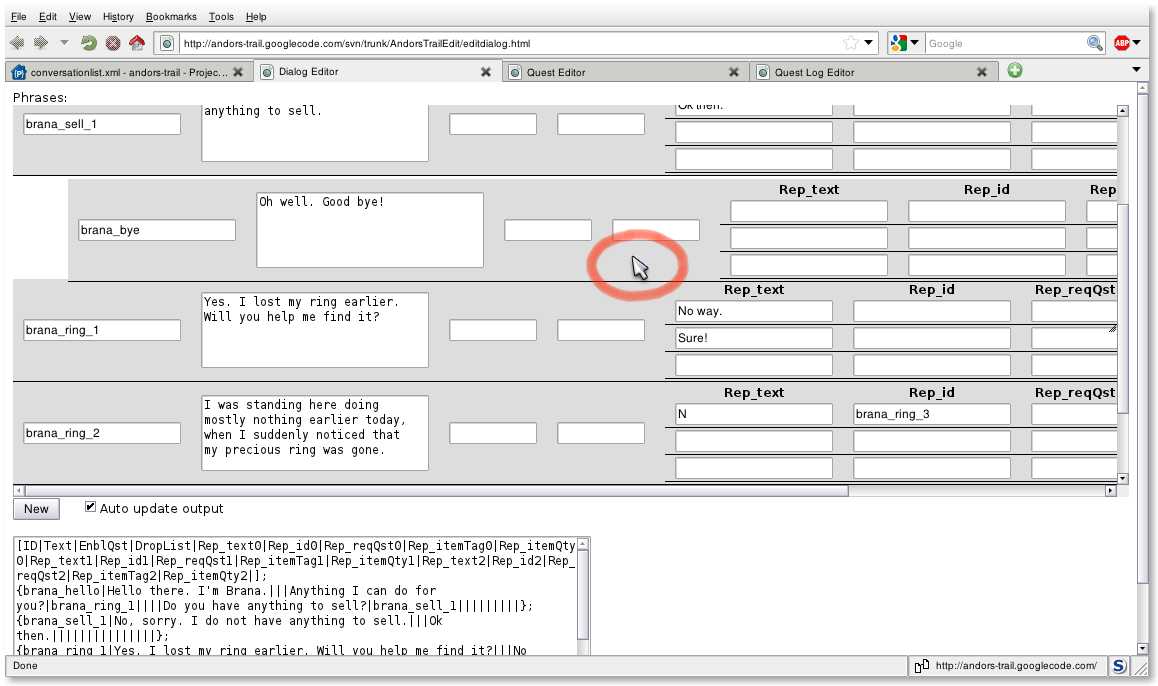 File Edit View History Bookmarks Tools Help
http://andors-trail.googlecode.com/svn/trunk/AndorsTrailEdit/editdialog.html
Google
ABP
{p} conversationlist.xml - andors-trail - Projec...
Dialog Editor
Quest Editor
Quest Log Editor
Phrases:
brana_sell_1
anything to sell.
Ok then.
Rep_text Rep_id Rep
brana_bye
Oh well. Good bye!
Rep_text Rep_id Rep_reqQst
brana_ring_1
Yes. I lost my ring earlier.
Will you help me find it?
No way.
Sure!
Rep_text Rep_id Rep_reqQst
brana_ring_2
I was standing here doing
mostly nothing earlier today,
when I suddenly noticed that
my precious ring was gone.
N brana_ring_3
New Auto update output
[ID|Text|EnblQst|DropList|Rep_text0|Rep_id0|Rep_reqQst0|Rep_itemTag0|Rep_itemQty
0|Rep_text1|Rep_id1|Rep_reqQst1|Rep_itemTag1|Rep_itemQty1|Rep_text2|Rep_id2|Rep_
reqQst2|Rep_itemTag2|Rep_itemQty2|];
{brana_hello|Hello there. I'm Brana.|||Anything I can do for
you?|brana_ring_1||||Do you have anything to sell?|brana_sell_1|||||||||};
{brana_sell_1|No, sorry. I do not have anything to sell.|||Ok
then.|||||||||||||||};
{brana_ring_1|Yes. I lost my ring earlier. Will you help me find it?|||No
Done
http://andors-trail.googlecode.com/
S